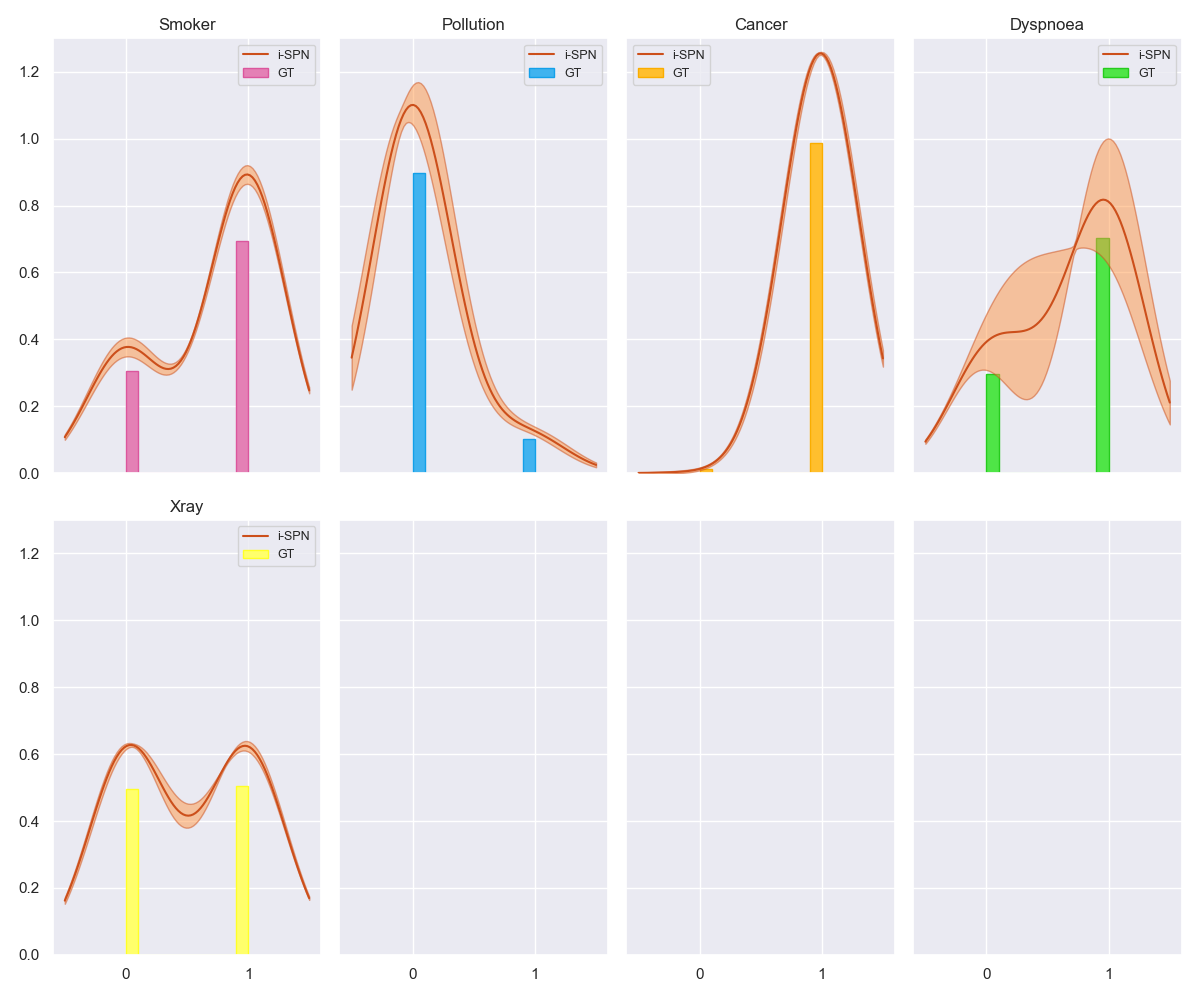 Smoker
Pollution
Cancer
Dyspnoea
i-SPN
GT
i-SPN
GT
i-SPN
GT
i-SPN
GT
1.2
1.0
0.8
0.6
0.4
0.2
0.0
Xray
i-SPN
GT
1.2
1.0
0.8
0.6
0.4
0.2
0.0
0 1 0 1 0 1 0 1